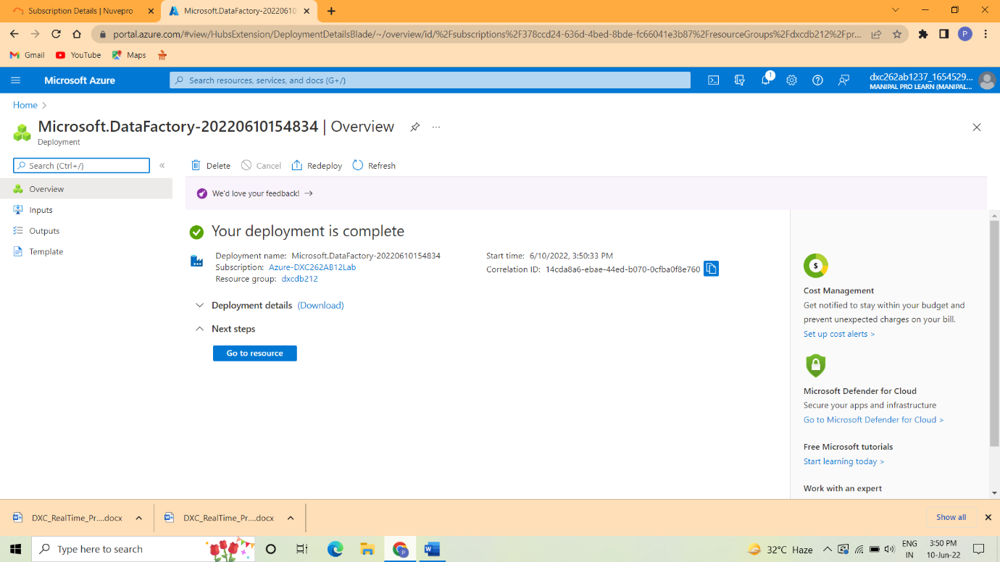 Subscription Details | Nuvepro
Microsoft.DataFactory-20220610
portal.azure.com/#view/HubsExtension/DeploymentDetailsBlade/~/overview/id/%2Fsubscriptions%2F378ccd24-636d-4bed-8bde-fc66041e3b87%2FresourceGroups%2Fdxcdb212%2Fpr...
P
Gmail
YouTube
Maps
Microsoft Azure
Search resources, services, and docs (G+/)
1
dxc262ab1237_1654529...
MANIPAL PRO LEARN (MANIPAL...
Home
Microsoft.DataFactory-20220610154834 | Overview
...
Deployment
Search (Ctrl+/)
«
Delete
Cancel
Redeploy
Refresh
Overview
Inputs
Outputs
Template
We'd love your feedback! →
Your deployment is complete
Deployment name: Microsoft.DataFactory-20220610154834
Subscription: Azure-DXC262AB12Lab
Resource group: dxcdb212
Start time: 6/10/2022, 3:50:33 PM
Correlation ID: 14cda8a6-ebae-44ed-b070-0cfba0f8e760
Deployment details (Download)
Next steps
Go to resource
$
Cost Management
Get notified to stay within your budget and
prevent unexpected charges on your bill.
Set up cost alerts >
Microsoft Defender for Cloud
Secure your apps and infrastructure
Go to Microsoft Defender for Cloud >
Free Microsoft tutorials
Start learning today >
Work with an expert
DXC_RealTime_Pr....docx
DXC_RealTime_Pr....docx
Show all
Type here to search
P
32°C Haze
ENG
IN
3:50 PM
10-Jun-22